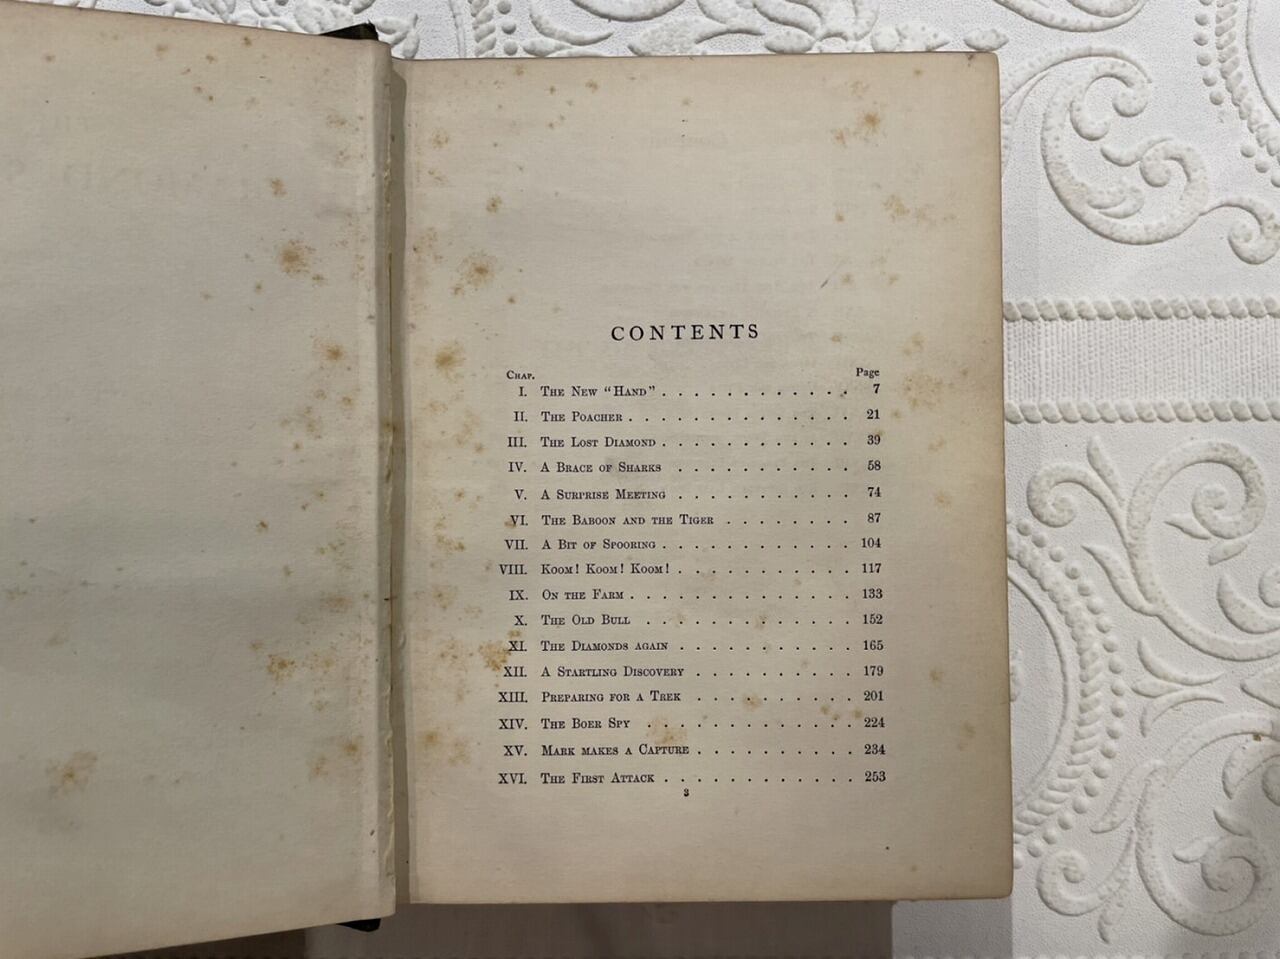 CONTENTS
Chap. Page
I. The New "Hand" . . . . . . . . . . . . 7
II. The Poacher . . . . . . . . . . . . . . 21
III. The Lost Diamond . . . . . . . . . . . . 39
IV. A Brace of Sharks . . . . . . . . . . . 58
V. A Surprise Meeting . . . . . . . . . . . 74
VI. The Baboon and the Tiger . . . . . . . . 87
VII. A Bit of Spooring . . . . . . . . . . . . 104
VIII. Koom! Koom! Koom! . . . . . . . . . . . 117
IX. On the Farm . . . . . . . . . . . . . . 133
X. The Old Bull . . . . . . . . . . . . . 152
XI. The Diamonds again . . . . . . . . . . . 165
XII. A Startling Discovery . . . . . . . . . . 179
XIII. Preparing for a Trek . . . . . . . . . . 201
XIV. The Boer Spy . . . . . . . . . . . . . 224
XV. Mark makes a Capture . . . . . . . . . . 234
XVI. The First Attack . . . . . . . . . . . . 253
3